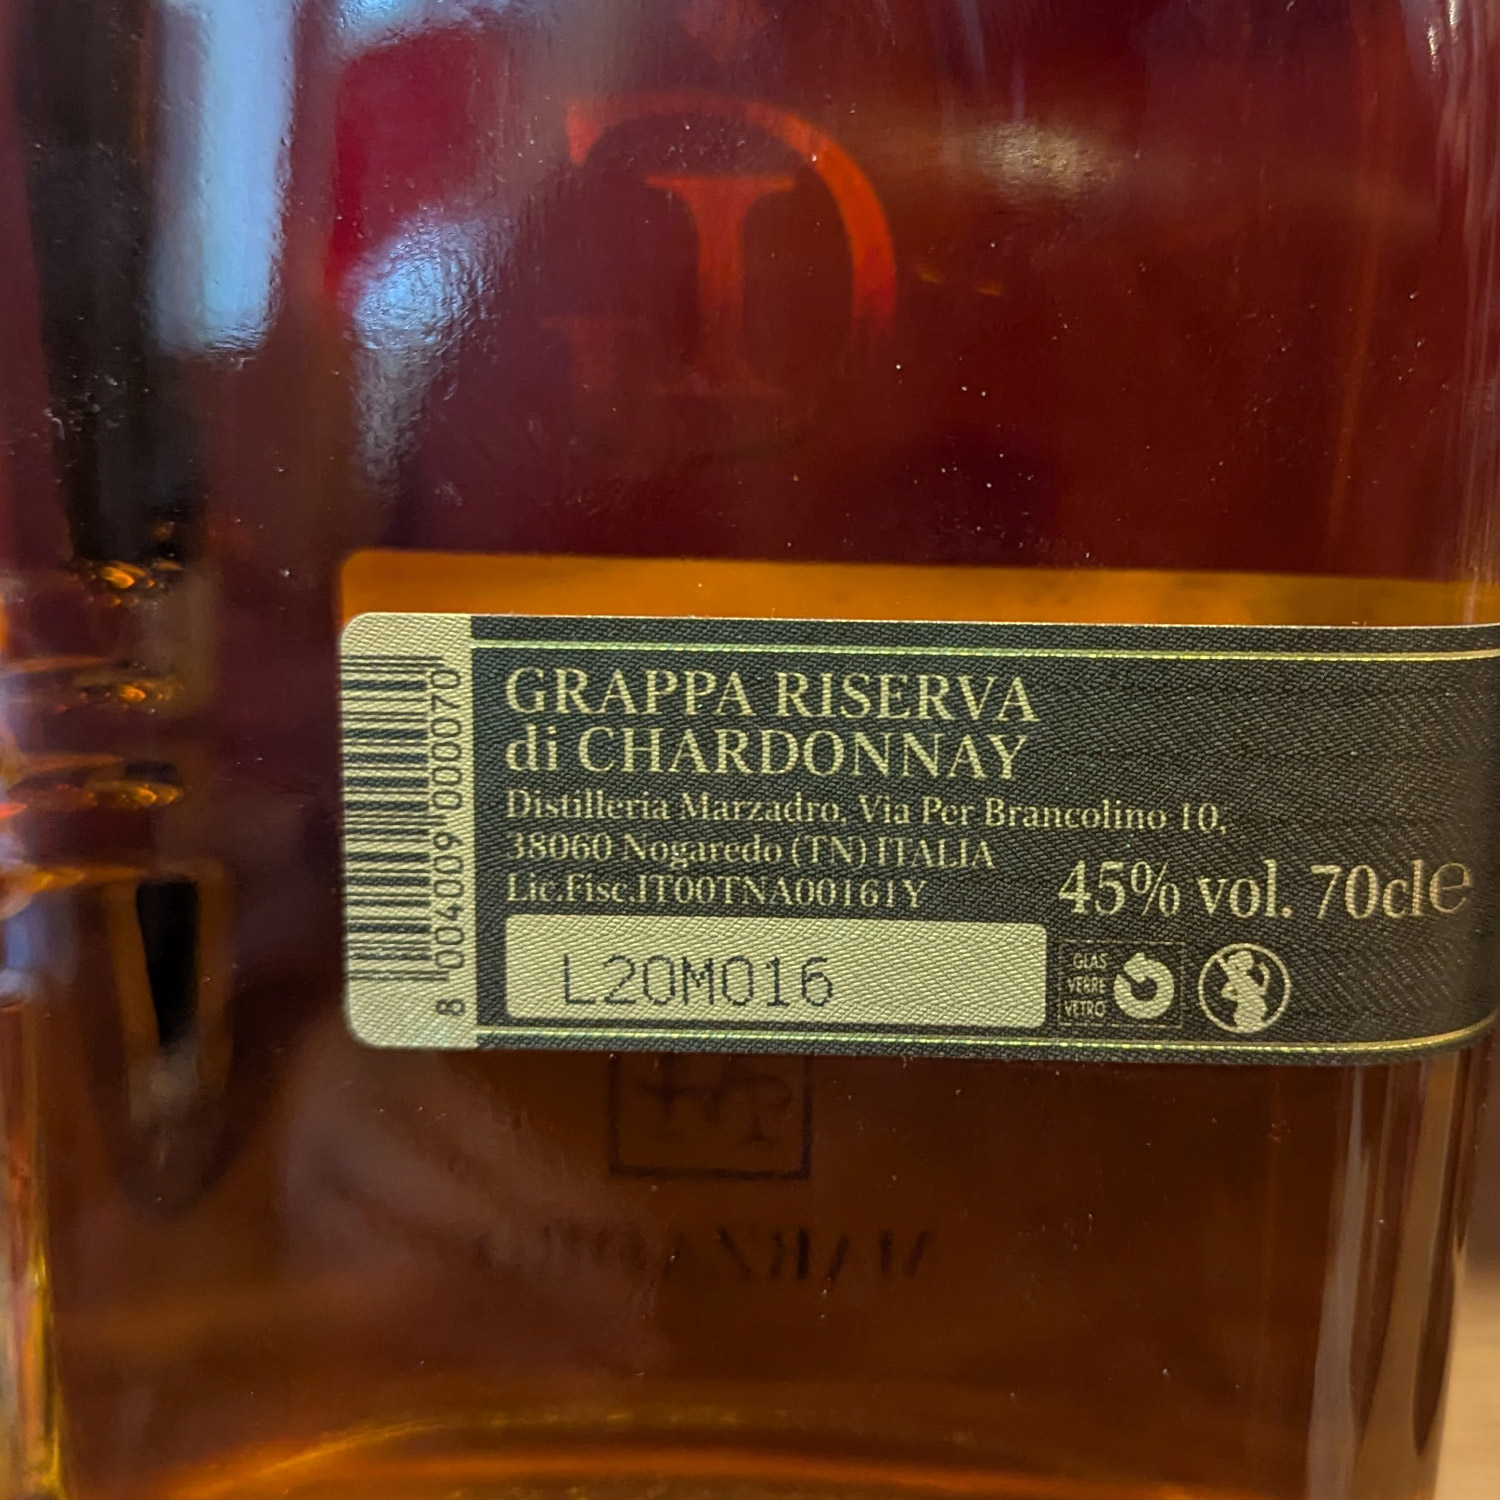 GRAPPA RISERVA
di CHARDONNAY
Distilleria Marzadro, Via Per Brancolino 10,
38060 Nogaredo (TN) ITALIA
Lic.Fisc.IT00TNA00161Y
45% vol. 70cl e
L20M016
GLAS
VERRE
VETRO
8 004009 000070